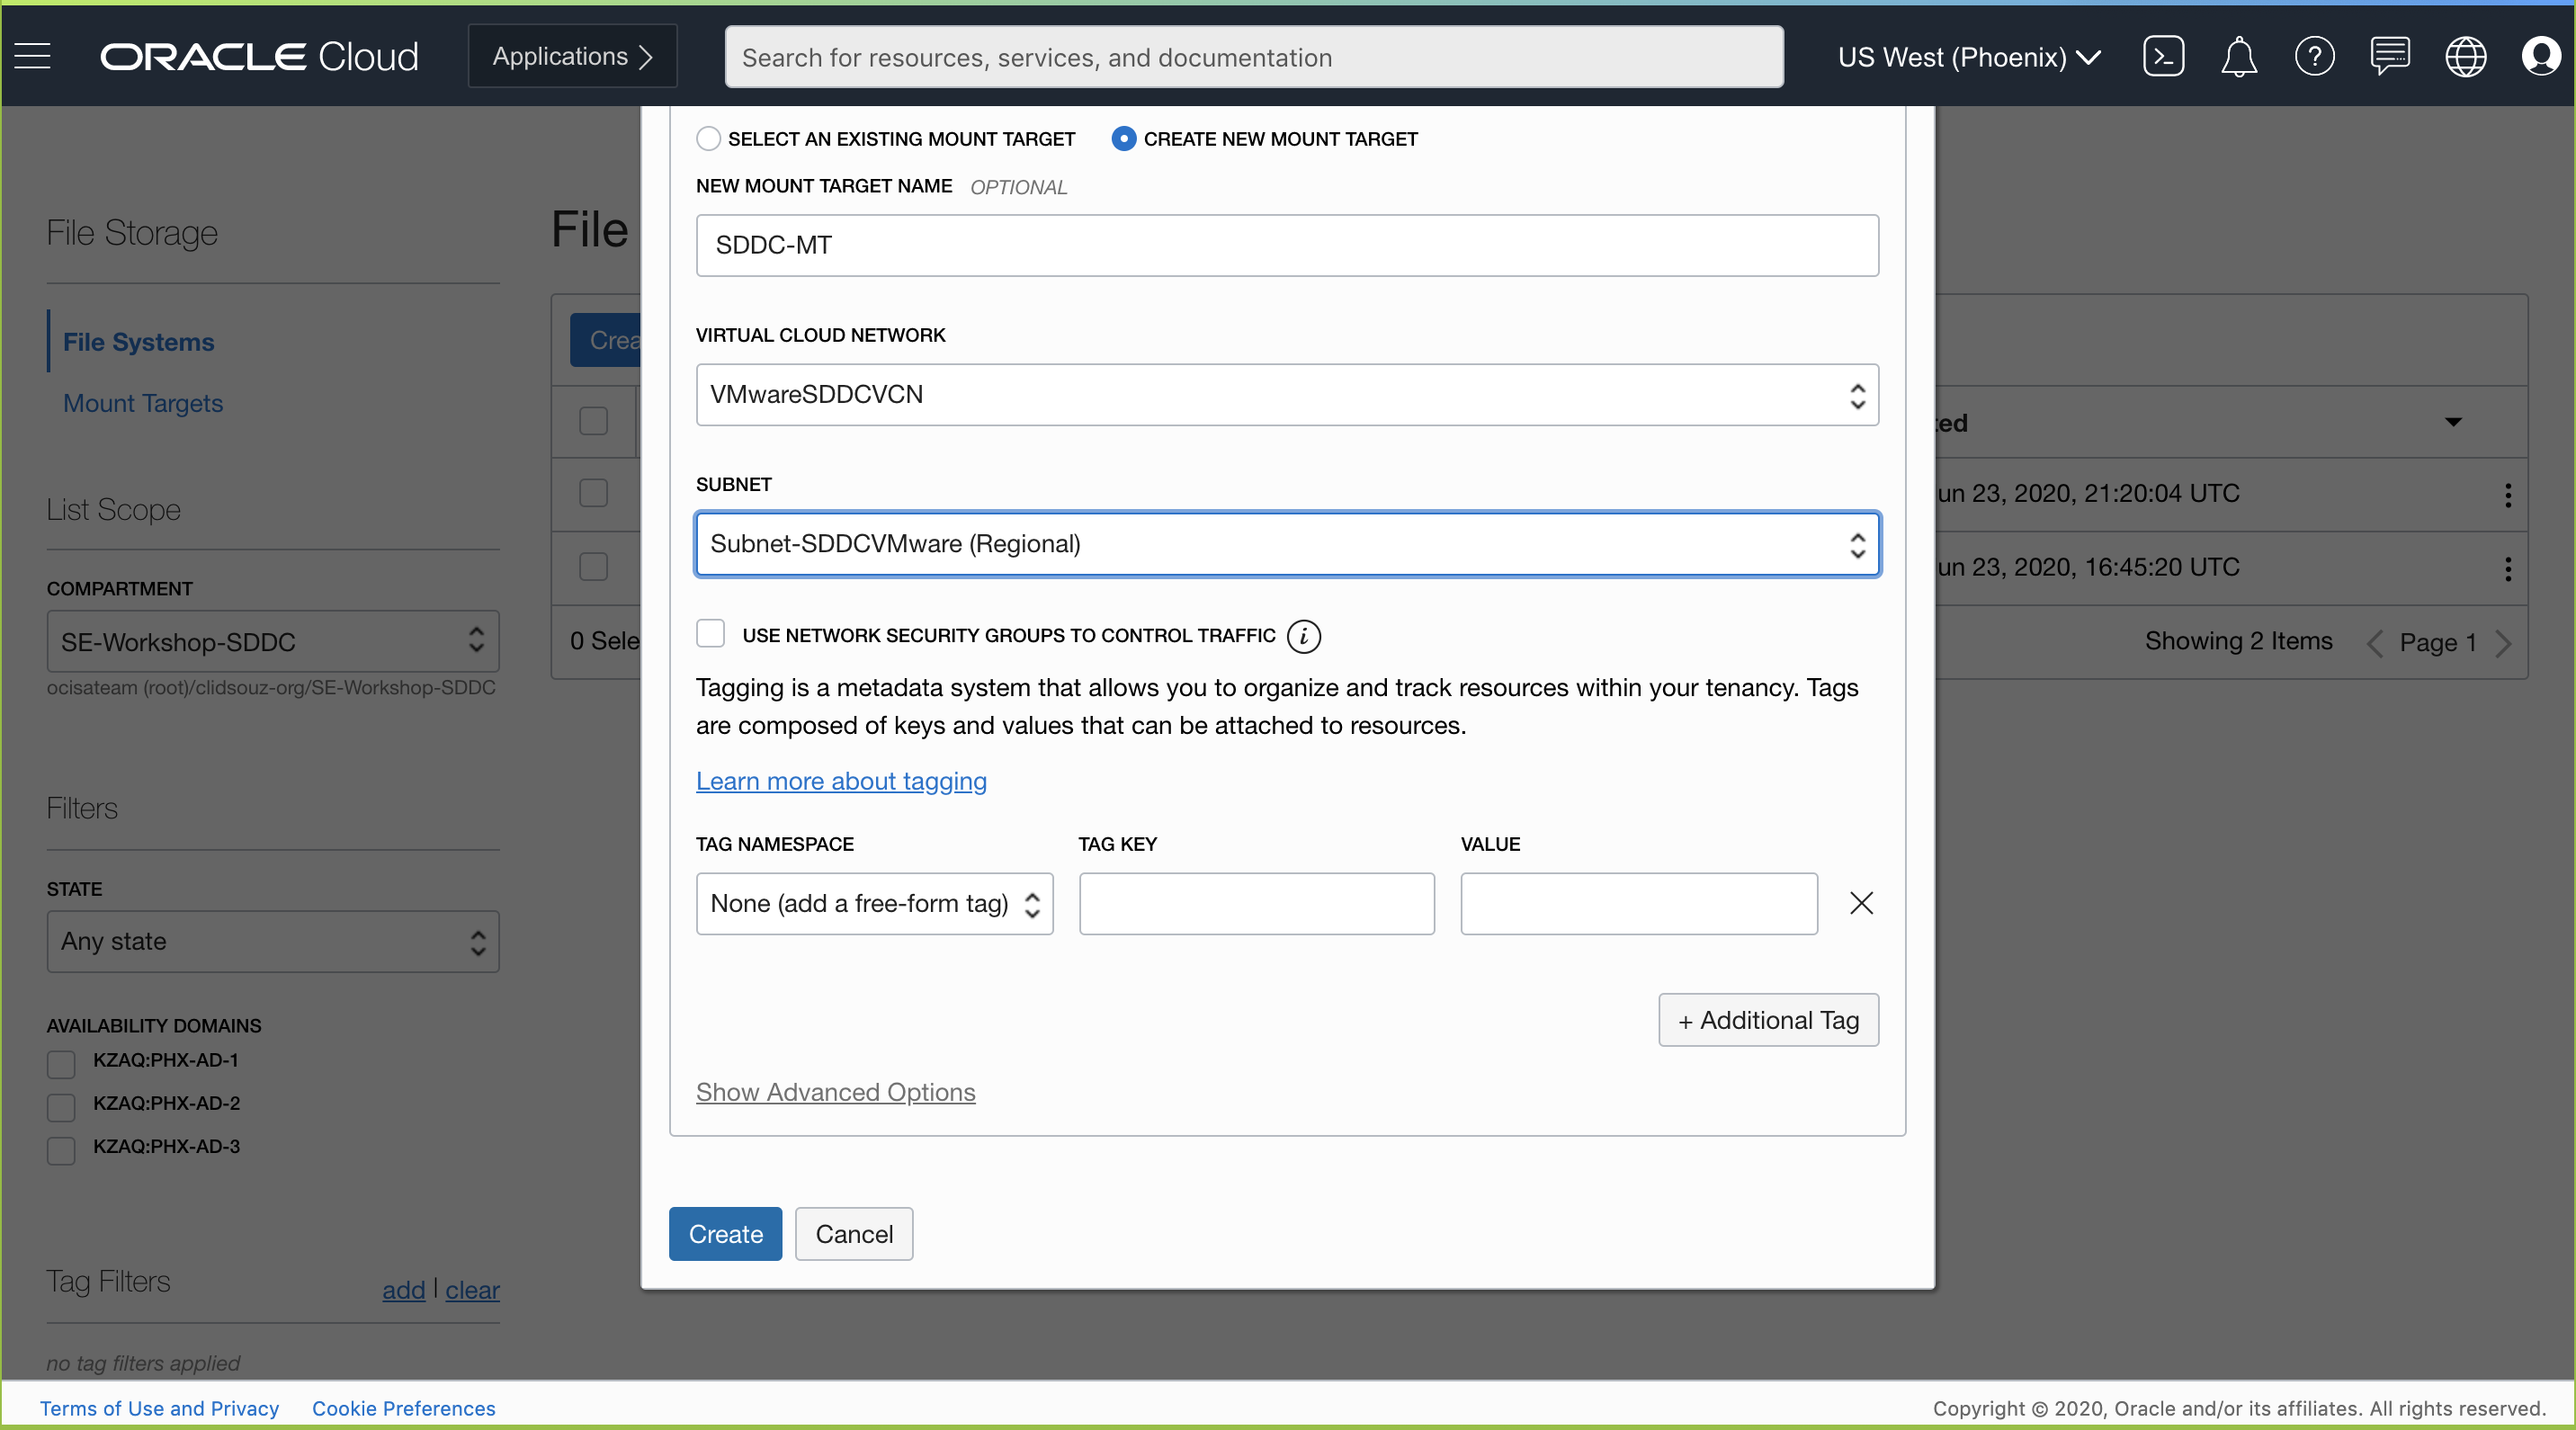 ORACLE Cloud
Applications
Search for resources, services, and documentation
US West (Phoenix)
File Storage
File Systems
Mount Targets
List Scope
COMPARTMENT
SE-Workshop-SDDC
ocisateam (root)/clidsouz-org/SE-Workshop-SDDC
Filters
STATE
Any state
AVAILABILITY DOMAINS
KZAQ:PHX-AD-1
KZAQ:PHX-AD-2
KZAQ:PHX-AD-3
Tag Filters
add | clear
no tag filters applied
File
Crea
0 Sele
SELECT AN EXISTING MOUNT TARGET
CREATE NEW MOUNT TARGET
NEW MOUNT TARGET NAME OPTIONAL
SDDC-MT
VIRTUAL CLOUD NETWORK
VMwareSDDCVCN
SUBNET
Subnet-SDDCVMware (Regional)
USE NETWORK SECURITY GROUPS TO CONTROL TRAFFIC i
Tagging is a metadata system that allows you to organize and track resources within your tenancy. Tags
are composed of keys and values that can be attached to resources.
Learn more about tagging
TAG NAMESPACE
TAG KEY
VALUE
None (add a free-form tag)
+ Additional Tag
Show Advanced Options
Create
Cancel
ted
un 23, 2020, 21:20:04 UTC
un 23, 2020, 16:45:20 UTC
Showing 2 Items
Page 1
Terms of Use and Privacy
Cookie Preferences
Copyright © 2020, Oracle and/or its affiliates. All rights reserved.